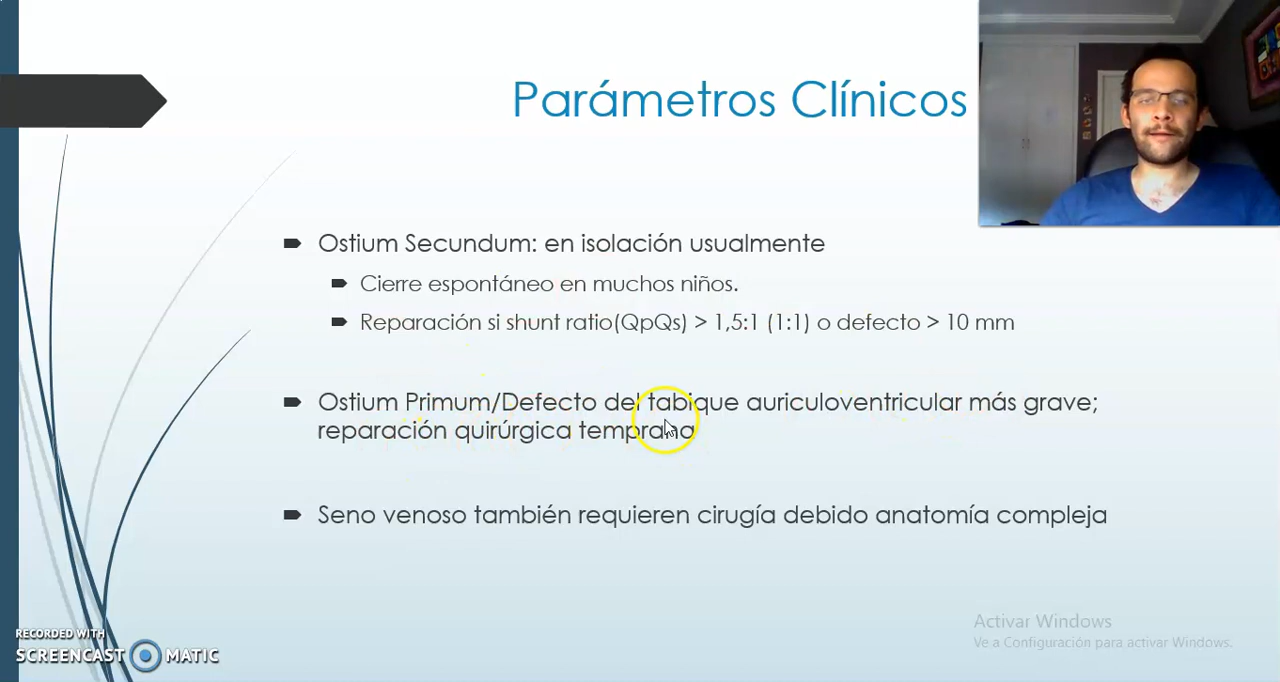 Parámetros Clínicos
Ostium Secundum: en isolación usualmente
Cierre espontáneo en muchos niños.
Reparación si shunt ratio(QpQs) > 1,5:1 (1:1) o defecto > 10 mm
Ostium Primum/Defecto del tabique auriculoventricular más grave;
reparación quirúrgica temprana
Seno venoso también requieren cirugía debido anatomía compleja
Activar Windows
Ve a Configuración para activar Windows.
RECORDED WITH
SCREENCAST MATIC